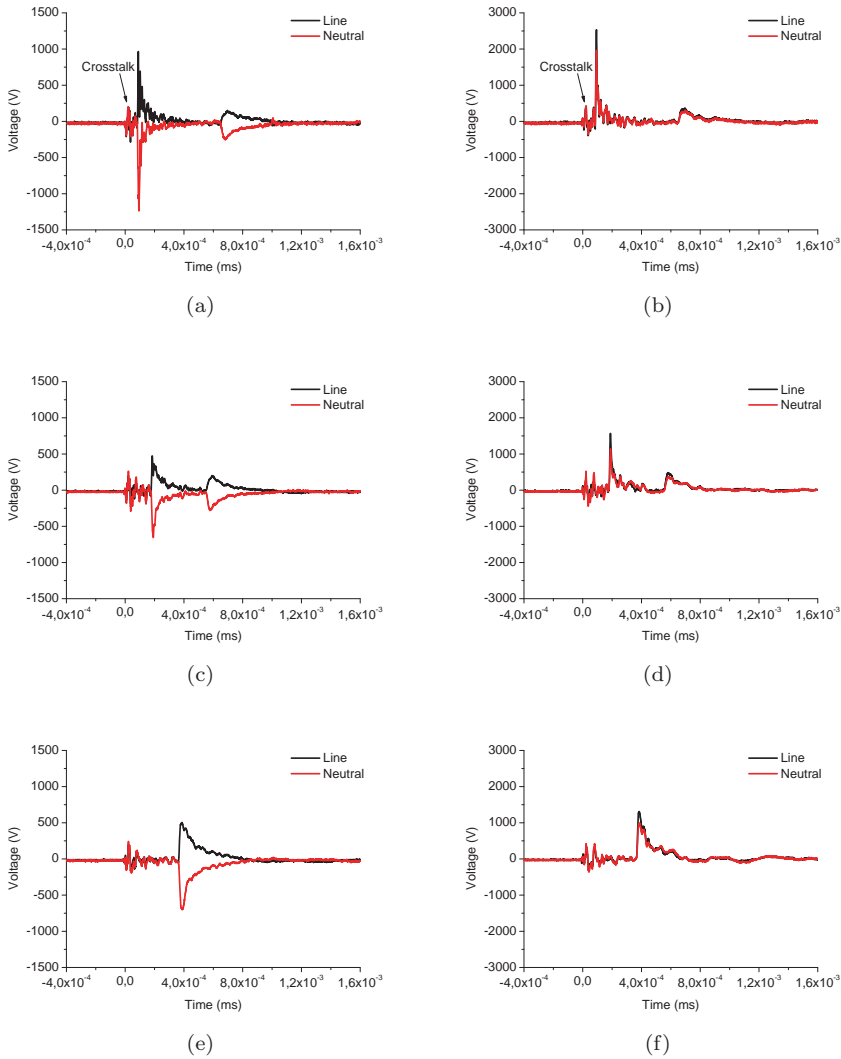 1500
1000
500
0
-500
-1000
-1500
Voltage (V)
Crosstalk
Line
Neutral
-4,0x10⁻⁴ 0,0 4,0x10⁻⁴ 8,0x10⁻⁴ 1,2x10⁻³ 1,6x10⁻³
Time (ms)
(a)
3000
2000
1000
0
-1000
-2000
-3000
Voltage (V)
Crosstalk
Line
Neutral
-4,0x10⁻⁴ 0,0 4,0x10⁻⁴ 8,0x10⁻⁴ 1,2x10⁻³ 1,6x10⁻³
Time (ms)
(b)
1500
1000
500
0
-500
-1000
-1500
Voltage (V)
Line
Neutral
-4,0x10⁻⁴ 0,0 4,0x10⁻⁴ 8,0x10⁻⁴ 1,2x10⁻³ 1,6x10⁻³
Time (ms)
(c)
3000
2000
1000
0
-1000
-2000
-3000
Voltage (V)
Line
Neutral
-4,0x10⁻⁴ 0,0 4,0x10⁻⁴ 8,0x10⁻⁴ 1,2x10⁻³ 1,6x10⁻³
Time (ms)
(d)
1500
1000
500
0
-500
-1000
-1500
Voltage (V)
Line
Neutral
-4,0x10⁻⁴ 0,0 4,0x10⁻⁴ 8,0x10⁻⁴ 1,2x10⁻³ 1,6x10⁻³
Time (ms)
(e)
3000
2000
1000
0
-1000
-2000
-3000
Voltage (V)
Line
Neutral
-4,0x10⁻⁴ 0,0 4,0x10⁻⁴ 8,0x10⁻⁴ 1,2x10⁻³ 1,6x10⁻³
Time (ms)
(f)